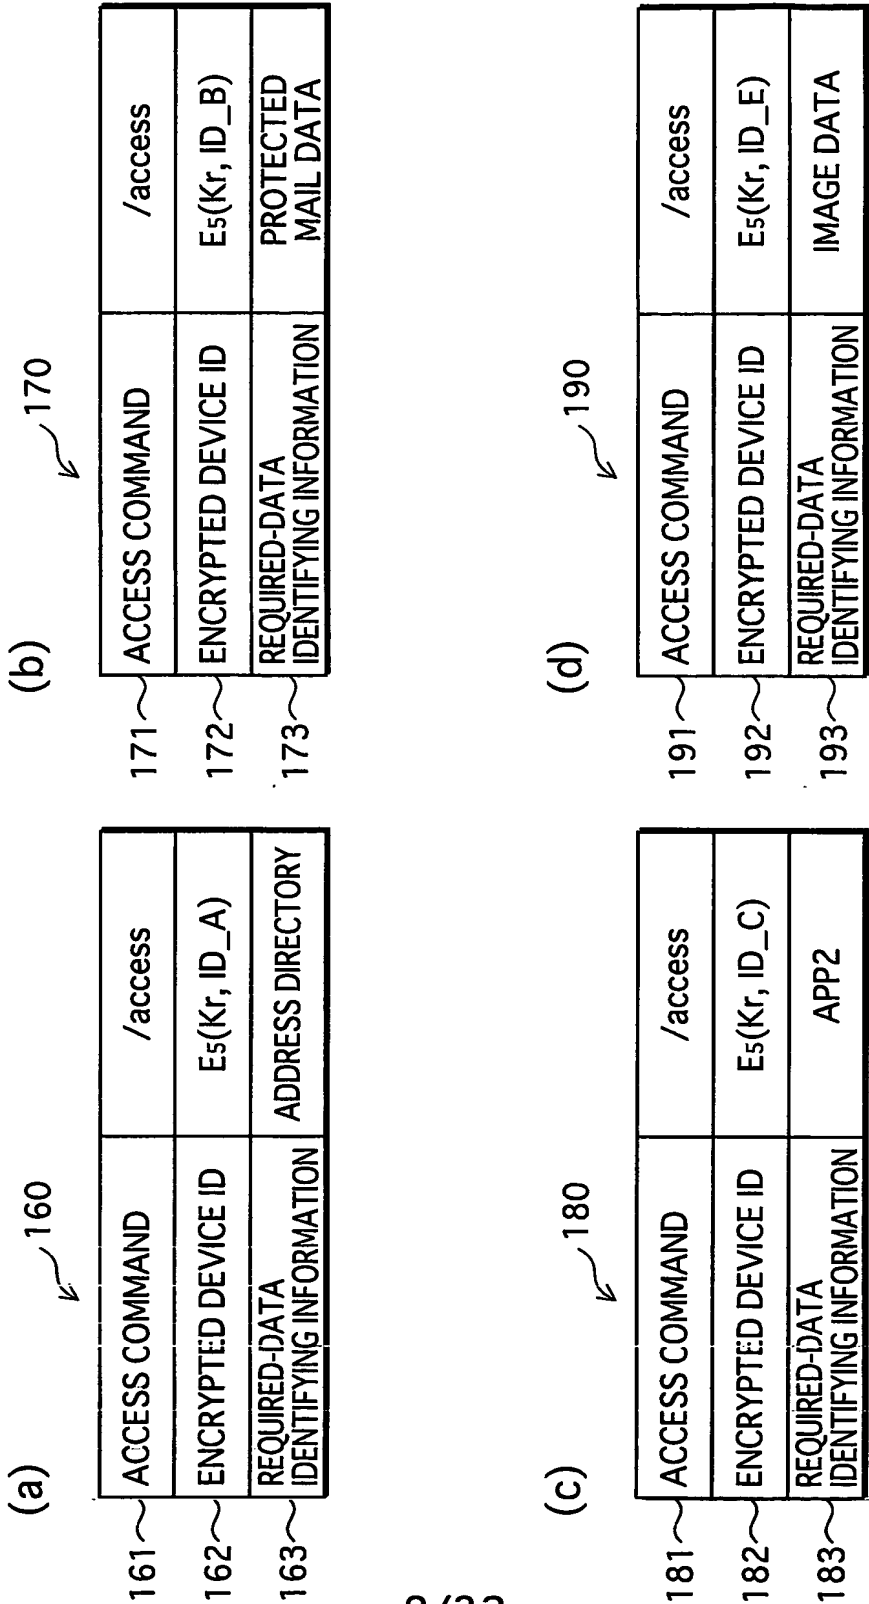 (a)
160
161 ACCESS COMMAND /access
162 ENCRYPTED DEVICE ID E5(Kr, ID_A)
163 REQUIRED-DATA
IDENTIFYING INFORMATION ADDRESS DIRECTORY
(b)
170
171 ACCESS COMMAND /access
172 ENCRYPTED DEVICE ID E5(Kr, ID_B)
173 REQUIRED-DATA
IDENTIFYING INFORMATION PROTECTED
MAIL DATA
(c)
180
181 ACCESS COMMAND /access
182 ENCRYPTED DEVICE ID E5(Kr, ID_C)
183 REQUIRED-DATA
IDENTIFYING INFORMATION APP2
(d)
190
191 ACCESS COMMAND /access
192 ENCRYPTED DEVICE ID E5(Kr, ID_E)
193 REQUIRED-DATA
IDENTIFYING INFORMATION IMAGE DATA